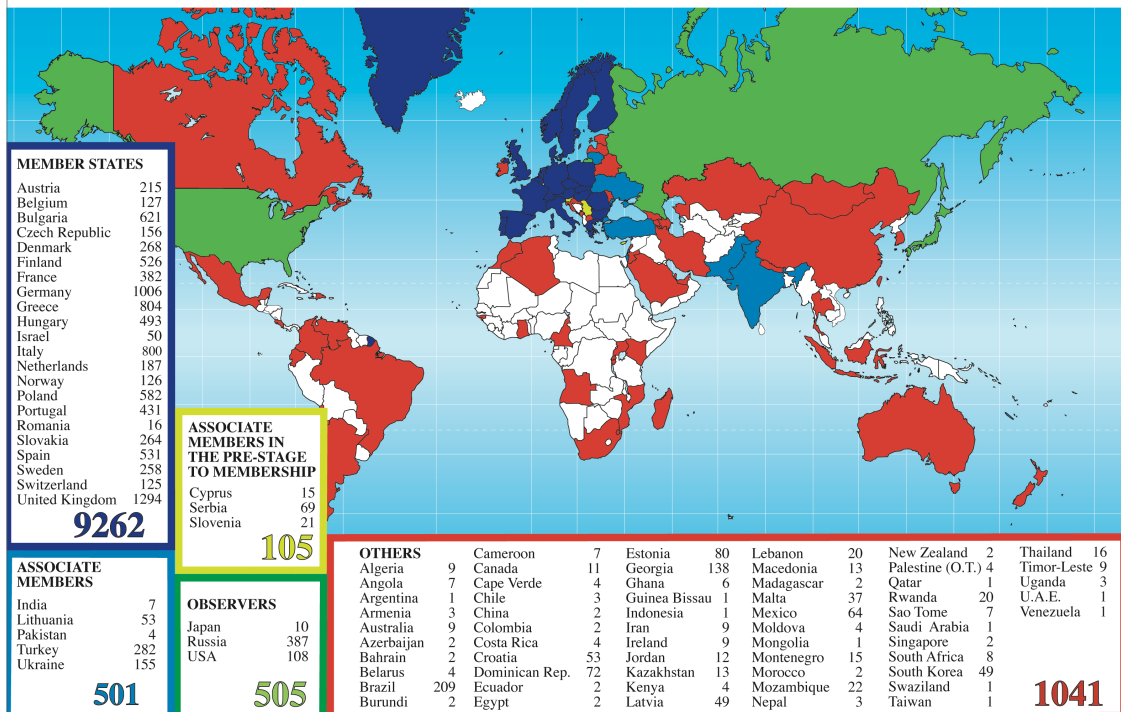 MEMBER STATES
Austria 215
Belgium 127
Bulgaria 621
Czech Republic 156
Denmark 268
Finland 526
France 382
Germany 1006
Greece 804
Hungary 493
Israel 50
Italy 800
Netherlands 187
Norway 126
Poland 582
Portugal 431
Romania 16
Slovakia 264
Spain 531
Sweden 258
Switzerland 125
United Kingdom 1294
9262
ASSOCIATE
MEMBERS IN
THE PRE-STAGE
TO MEMBERSHIP
Cyprus 15
Serbia 69
Slovenia 21
105
ASSOCIATE
MEMBERS
India 7
Lithuania 53
Pakistan 4
Turkey 282
Ukraine 155
501
OBSERVERS
Japan 10
Russia 387
USA 108
505
OTHERS
Algeria 9
Angola 7
Argentina 1
Armenia 3
Australia 9
Azerbaijan 2
Bahrain 2
Belarus 4
Brazil 209
Burundi 2
Cameroon 7
Canada 11
Cape Verde 4
Chile 3
China 2
Colombia 2
Costa Rica 4
Croatia 53
Dominican Rep. 72
Ecuador 2
Egypt 2
Estonia 80
Georgia 138
Ghana 6
Guinea Bissau 1
Indonesia 1
Iran 9
Ireland 9
Jordan 12
Kazakhstan 13
Kenya 4
Latvia 49
Lebanon 20
Macedonia 13
Madagascar 2
Malta 37
Mexico 64
Moldova 4
Mongolia 1
Montenegro 15
Morocco 2
Mozambique 22
Nepal 3
New Zealand 2
Palestine (O.T.) 4
Qatar 1
Rwanda 20
Sao Tome 7
Saudi Arabia 1
Singapore 2
South Africa 8
South Korea 49
Swaziland 1
Taiwan 1
Thailand 16
Timor-Leste 9
Uganda 3
U.A.E. 1
Venezuela 1
1041